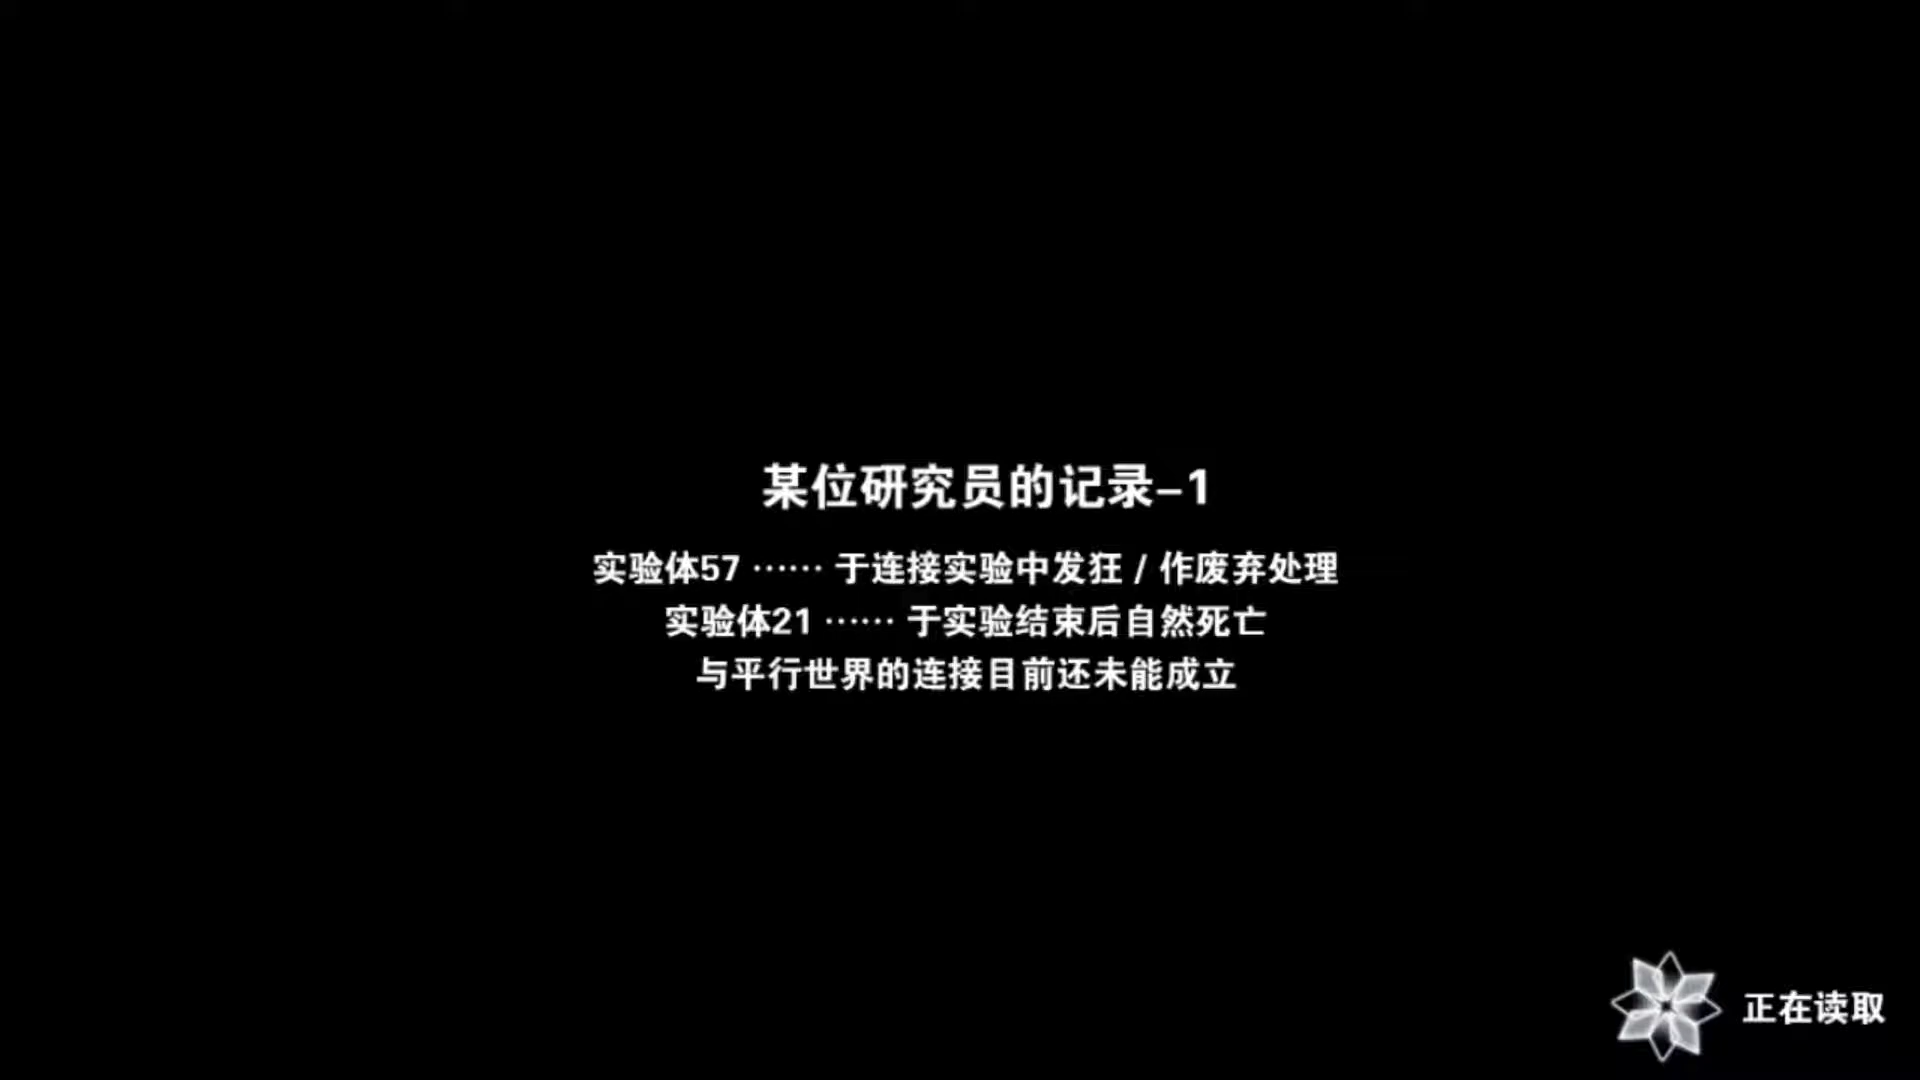 某位研究员的记录-1
实验体57 …… 于连接实验中发狂 / 作废弃处理
实验体21 …… 于实验结束后自然死亡
与平行世界的连接目前还未能成立
正在读取